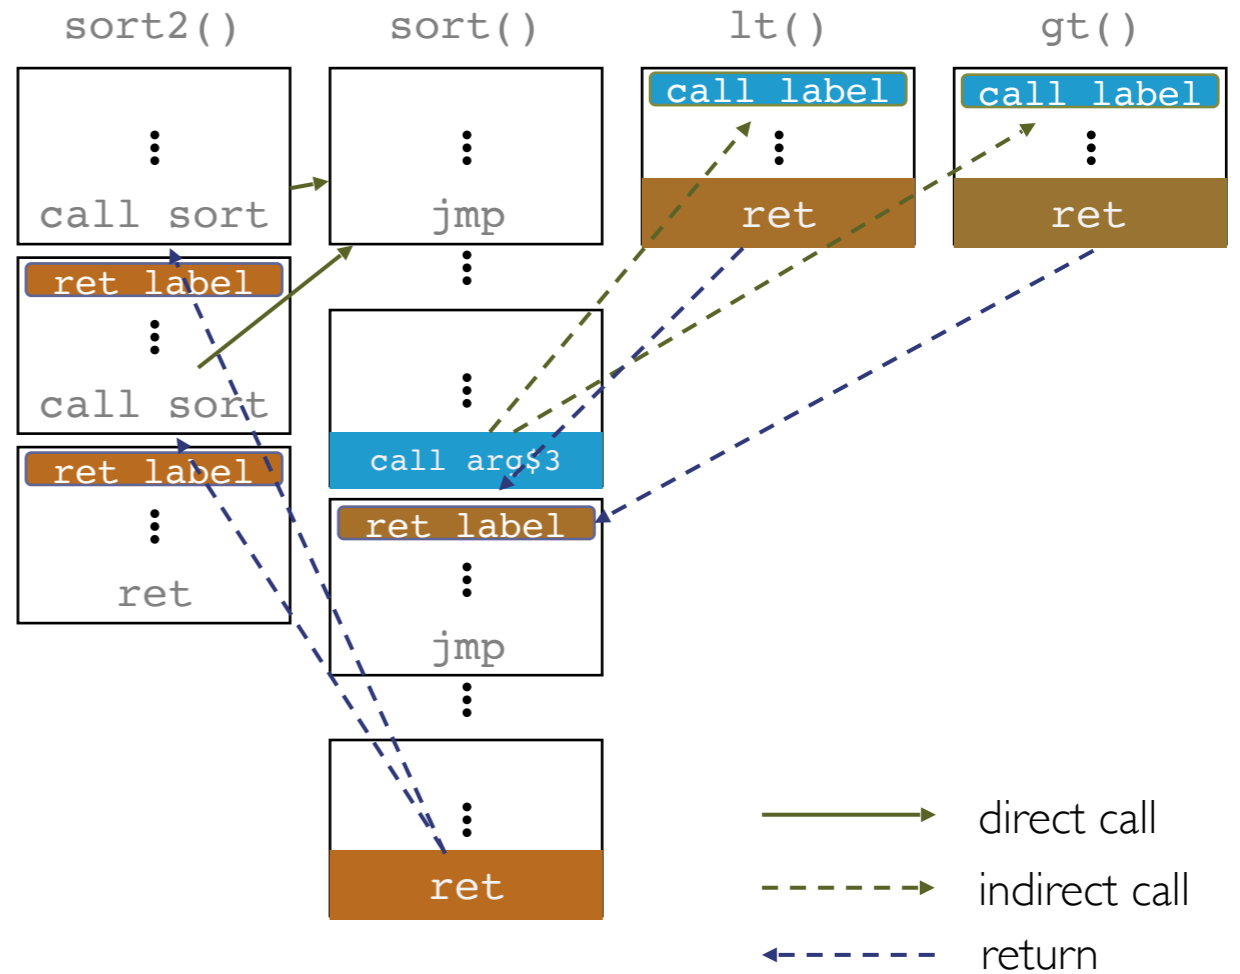 sort2()
sort()
lt()
gt()
call sort
ret label
call sort
ret label
ret
jmp
call arg$3
ret label
jmp
ret
call label
ret
call label
ret
direct call
indirect call
return